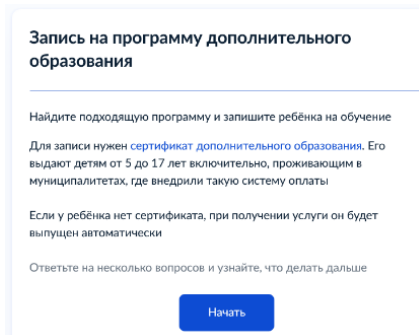 Запись на программу дополнительного
образования
Найдите подходящую программу и запишите ребёнка на обучение
Для записи нужен сертификат дополнительного образования. Его
выдают детям от 5 до 17 лет включительно, проживающим в
муниципалитетах, где внедрили такую систему оплаты
Если у ребёнка нет сертификата, при получении услуги он будет
выпущен автоматически
Ответьте на несколько вопросов и узнайте, что делать дальше
Начать